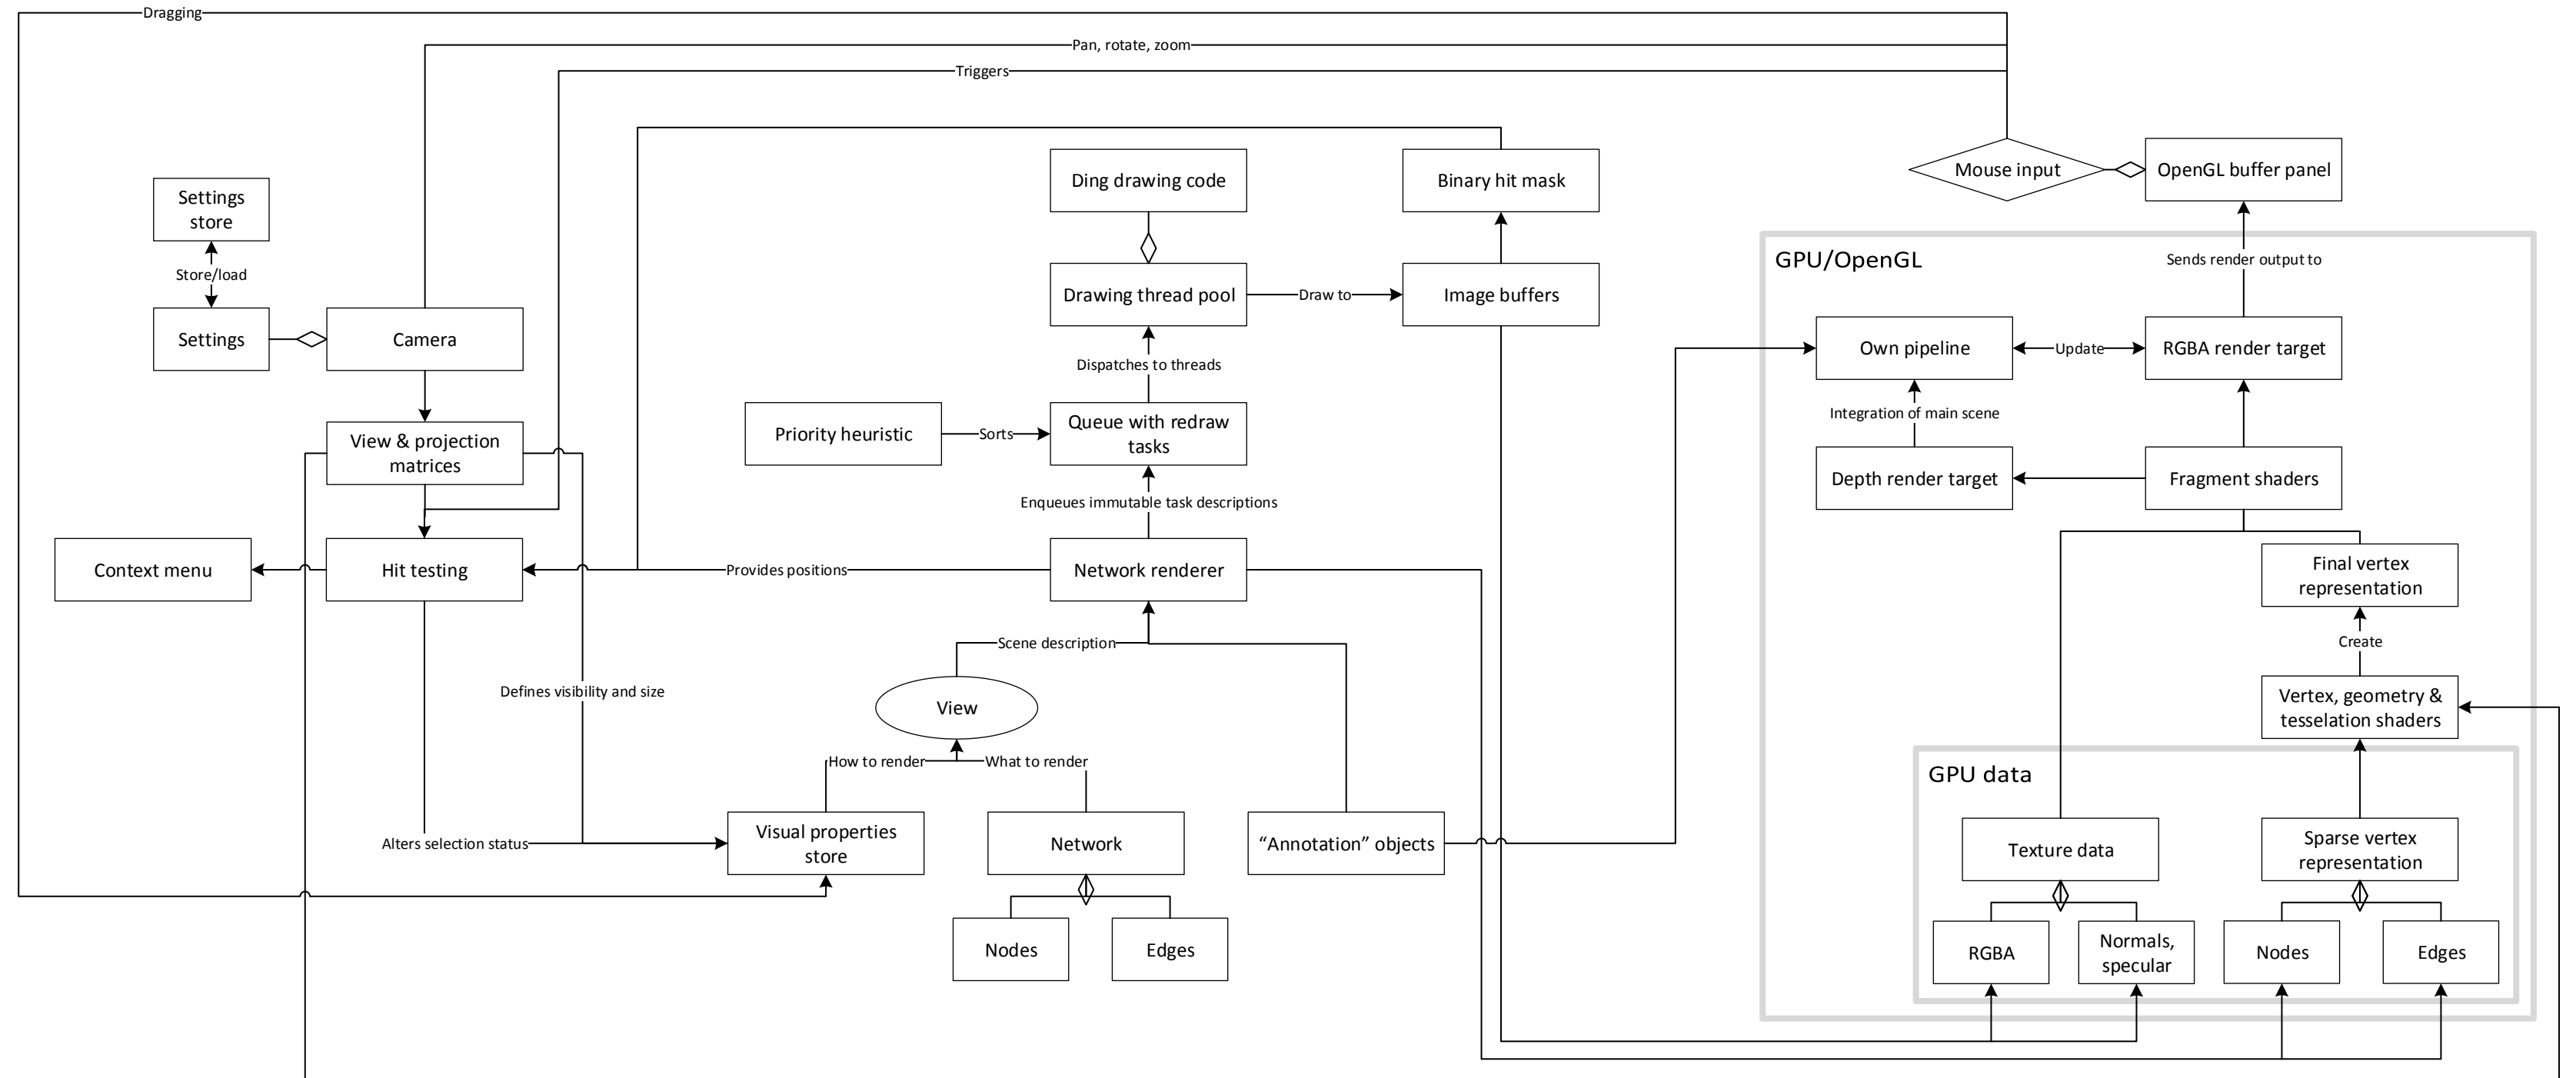 Dragging
Pan, rotate, zoom
Triggers
Settings
store
Store/load
Settings
Camera
View & projection
matrices
Context menu
Hit testing
Defines visibility and size
Alters selection status
Ding drawing code
Binary hit mask
Drawing thread pool
Draw to
Image buffers
Dispatches to threads
Priority heuristic
Sorts
Queue with redraw
tasks
Enqueues immutable task descriptions
Provides positions
Network renderer
Scene description
View
How to render
What to render
Visual properties
store
Network
“Annotation” objects
Nodes
Edges
Mouse input
OpenGL buffer panel
GPU/OpenGL
Sends render output to
Own pipeline
Update
RGBA render target
Integration of main scene
Depth render target
Fragment shaders
Final vertex
representation
Create
Vertex, geometry &
tesselation shaders
GPU data
Texture data
Sparse vertex
representation
RGBA
Normals,
specular
Nodes
Edges